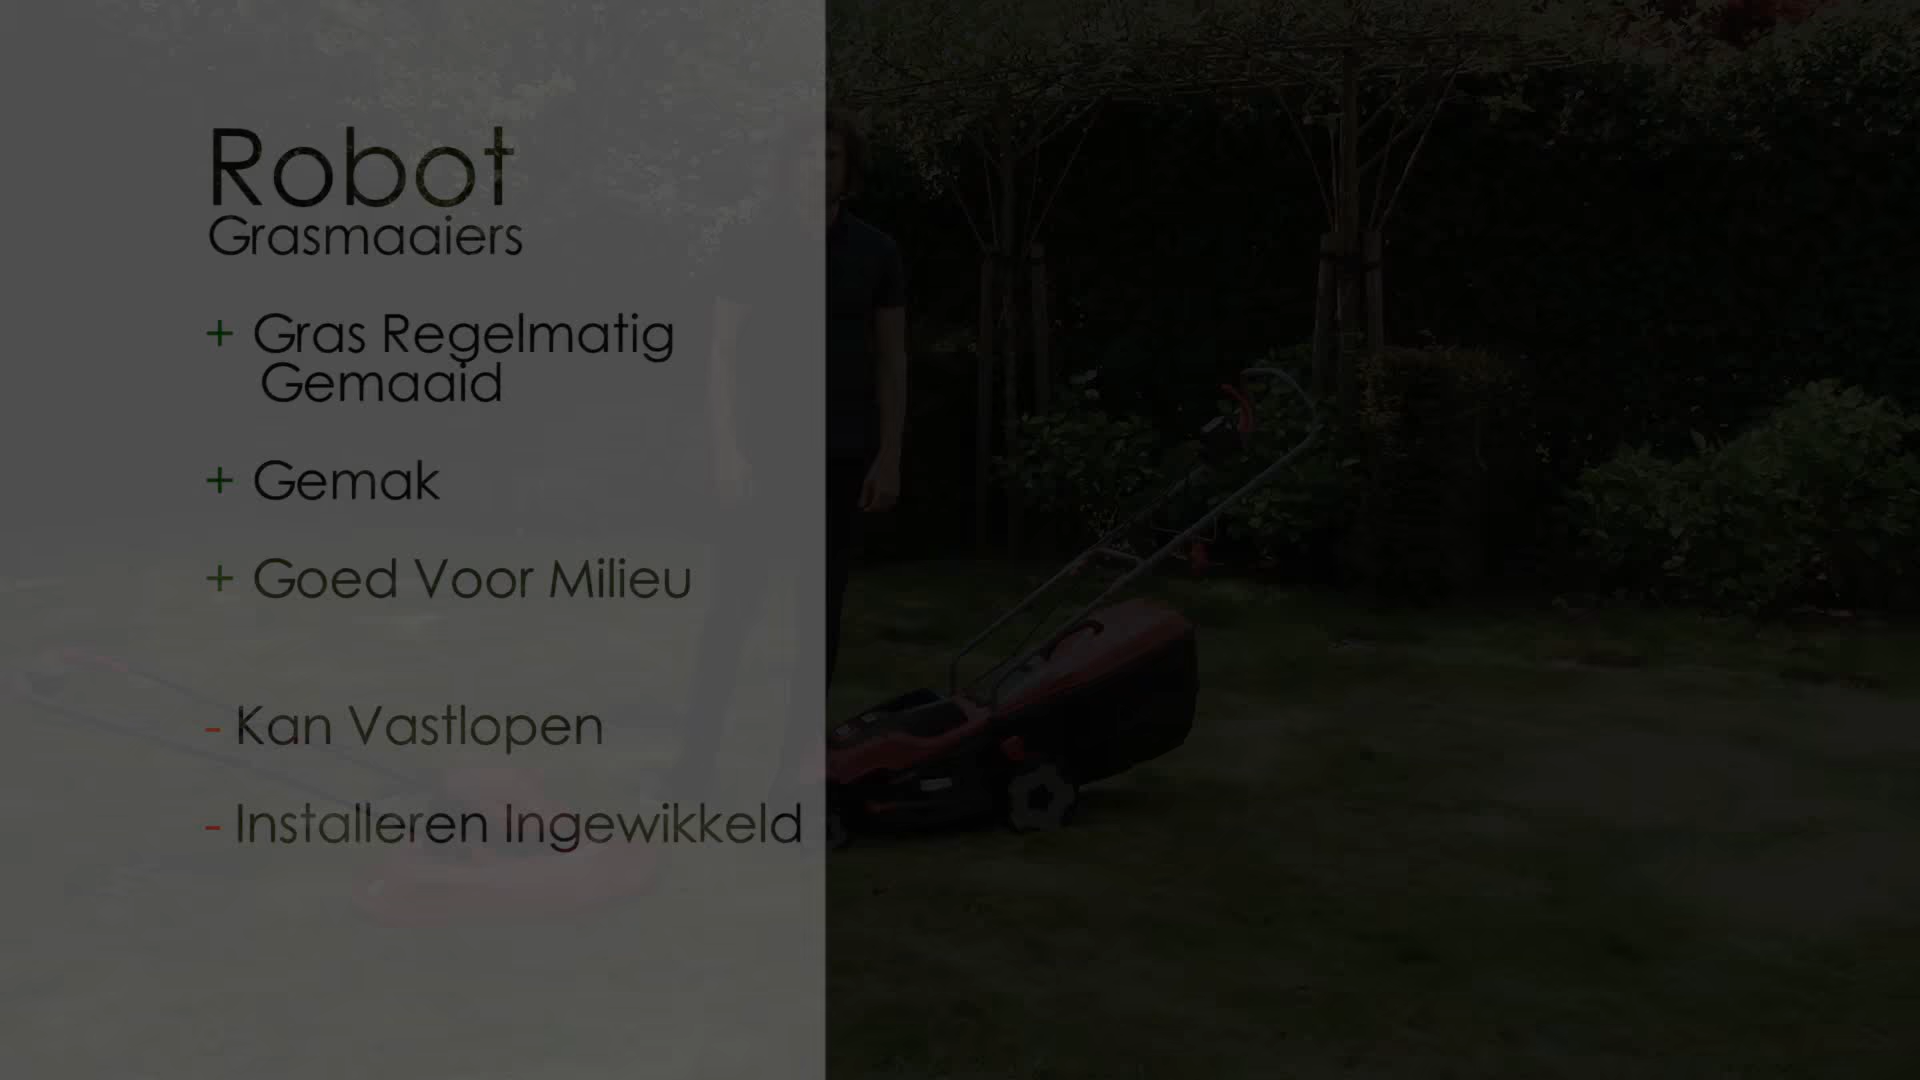 Robot
Grasmaaiers
+ Gras Regelmatig
Gemaaid
+ Gemak
+ Goed Voor Milieu
- Kan Vastlopen
- Installeren Ingewikkeld